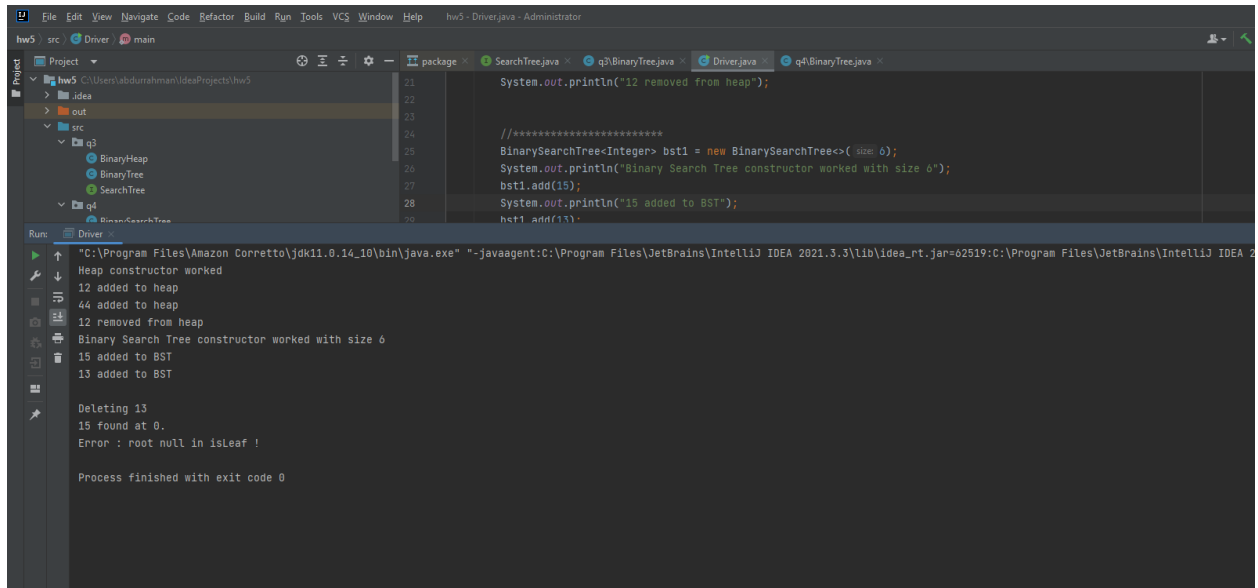 File Edit View Navigate Code Refactor Build Run Tools VCS Window Help hw5 - Driver.java - Administrator
hw5 〉 src 〉 Driver 〉 main
Project
Project
package × SearchTree.java × q3\BinaryTree.java × Driver.java × q4\BinaryTree.java ×
hw5 C:\Users\abdurrahman\IdeaProjects\hw5
.idea
out
src
q3
BinaryHeap
BinaryTree
SearchTree
q4
BinarySearchTree
21 System.out.println("12 removed from heap");
22
23
24 //************************
25 BinarySearchTree<Integer> bst1 = new BinarySearchTree<>( size: 6);
26 System.out.println("Binary Search Tree constructor worked with size 6");
27 bst1.add(15);
28 System.out.println("15 added to BST");
29 bst1.add(13);
Run: Driver ×
"C:\Program Files\Amazon Corretto\jdk11.0.14_10\bin\java.exe" "-javaagent:C:\Program Files\JetBrains\IntelliJ IDEA 2021.3.3\lib\idea_rt.jar=62519:C:\Program Files\JetBrains\IntelliJ IDEA 2
Heap constructor worked
12 added to heap
44 added to heap
12 removed from heap
Binary Search Tree constructor worked with size 6
15 added to BST
13 added to BST
Deleting 13
15 found at 0.
Error : root null in isLeaf !
Process finished with exit code 0